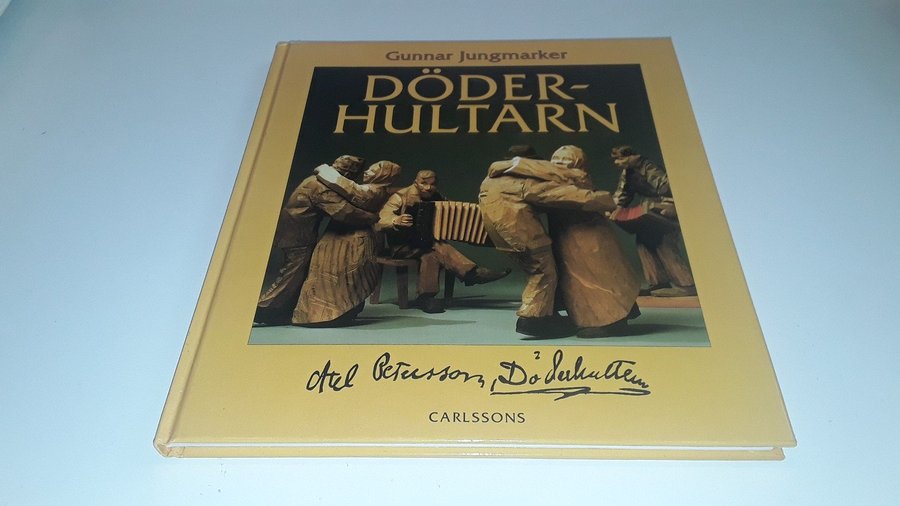 Gunnar Jungmarker
DÖDER-
HULTARN
Axel Petersson, Döderhultarn
CARLSSONS